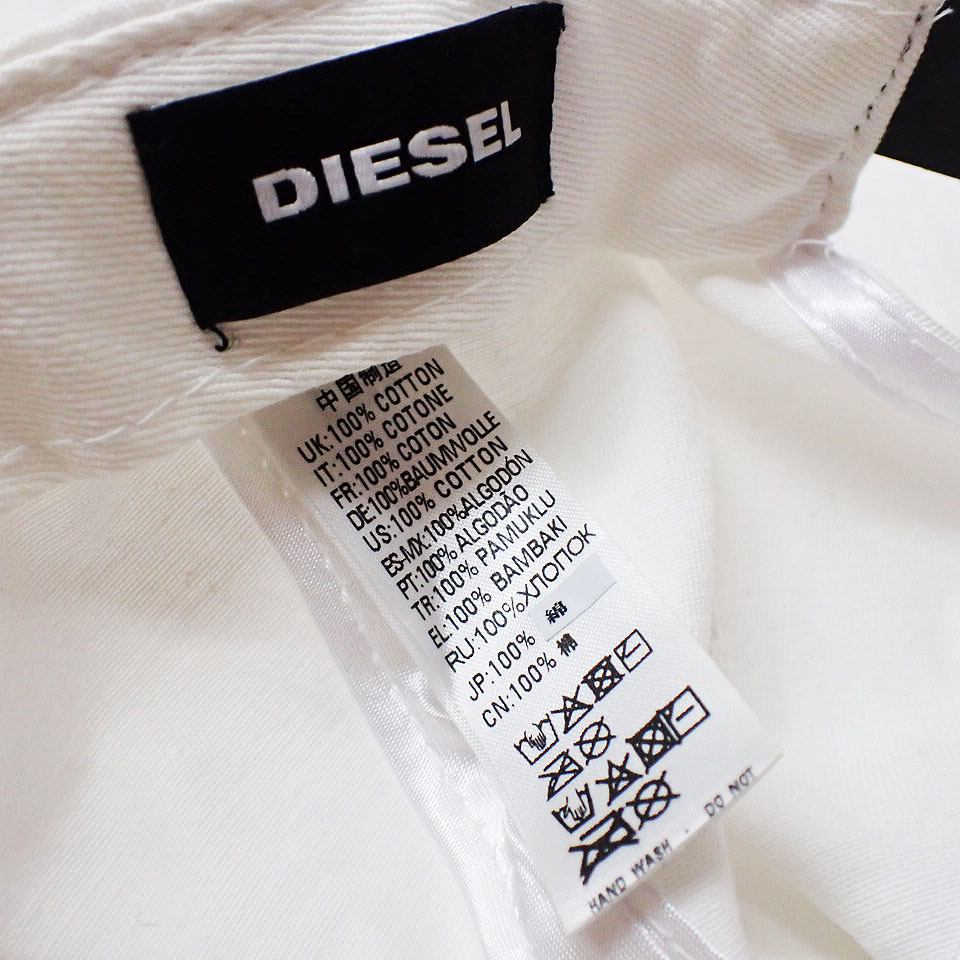 DIESEL
中国制造
UK:100% COTTON
IT:100% COTONE
FR:100% COTON
DE:100%BAUMWOLLE
US:100% COTTON
ES-MX:100%ALGODÓN
PT:100% ALGODÃO
TR:100% PAMUKLU
EL:100% BAMBAKI
RU:100%ХЛОПОК
JP:100% 綿
CN:100% 棉
HAND WASH . DO NOT